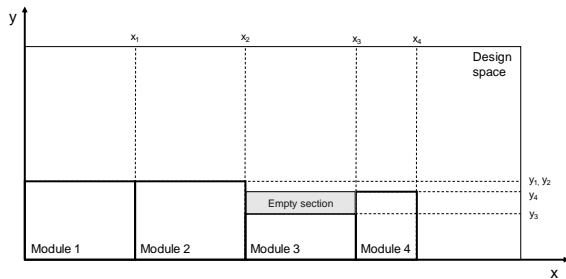 y
x₁ x₂ x₃ x₄
Design
space
y₁, y₂
y₄
Empty section
y₃
Module 1 Module 2 Module 3 Module 4
x